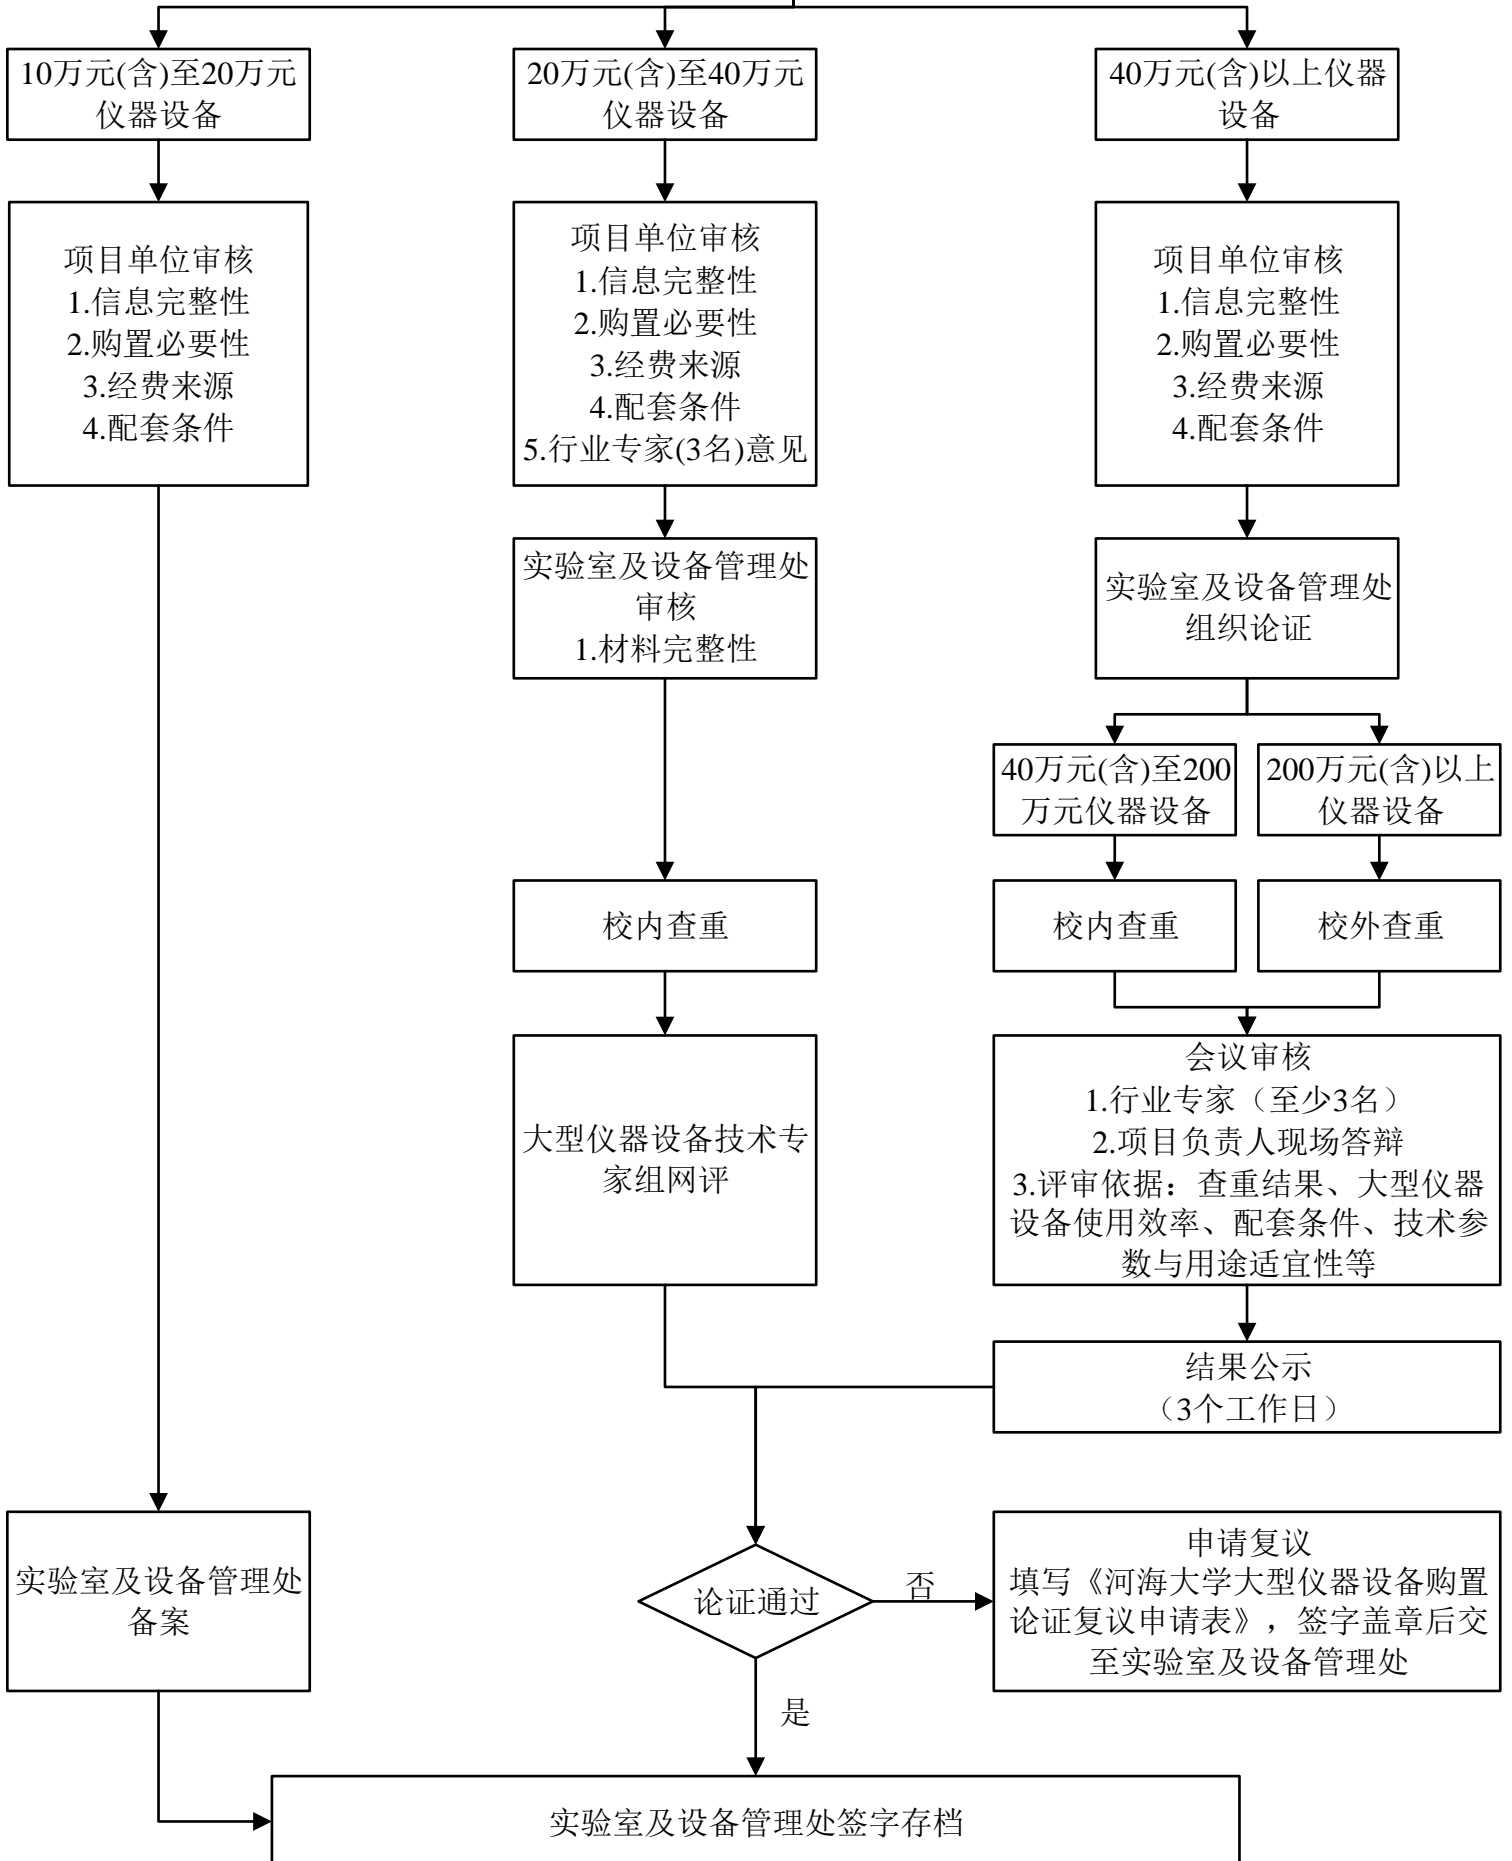 10万元(含)至20万元
仪器设备
20万元(含)至40万元
仪器设备
40万元(含)以上仪器
设备
项目单位审核
1.信息完整性
2.购置必要性
3.经费来源
4.配套条件
项目单位审核
1.信息完整性
2.购置必要性
3.经费来源
4.配套条件
5.行业专家(3名)意见
项目单位审核
1.信息完整性
2.购置必要性
3.经费来源
4.配套条件
实验室及设备管理处
审核
1.材料完整性
实验室及设备管理处
组织论证
40万元(含)至200
万元仪器设备
200万元(含)以上
仪器设备
校内查重
校内查重
校外查重
大型仪器设备技术专
家组网评
会议审核
1.行业专家（至少3名）
2.项目负责人现场答辩
3.评审依据：查重结果、大型仪器
设备使用效率、配套条件、技术参
数与用途适宜性等
结果公示
（3个工作日）
实验室及设备管理处
备案
论证通过
否
申请复议
填写《河海大学大型仪器设备购置
论证复议申请表》，签字盖章后交
至实验室及设备管理处
是
实验室及设备管理处签字存档